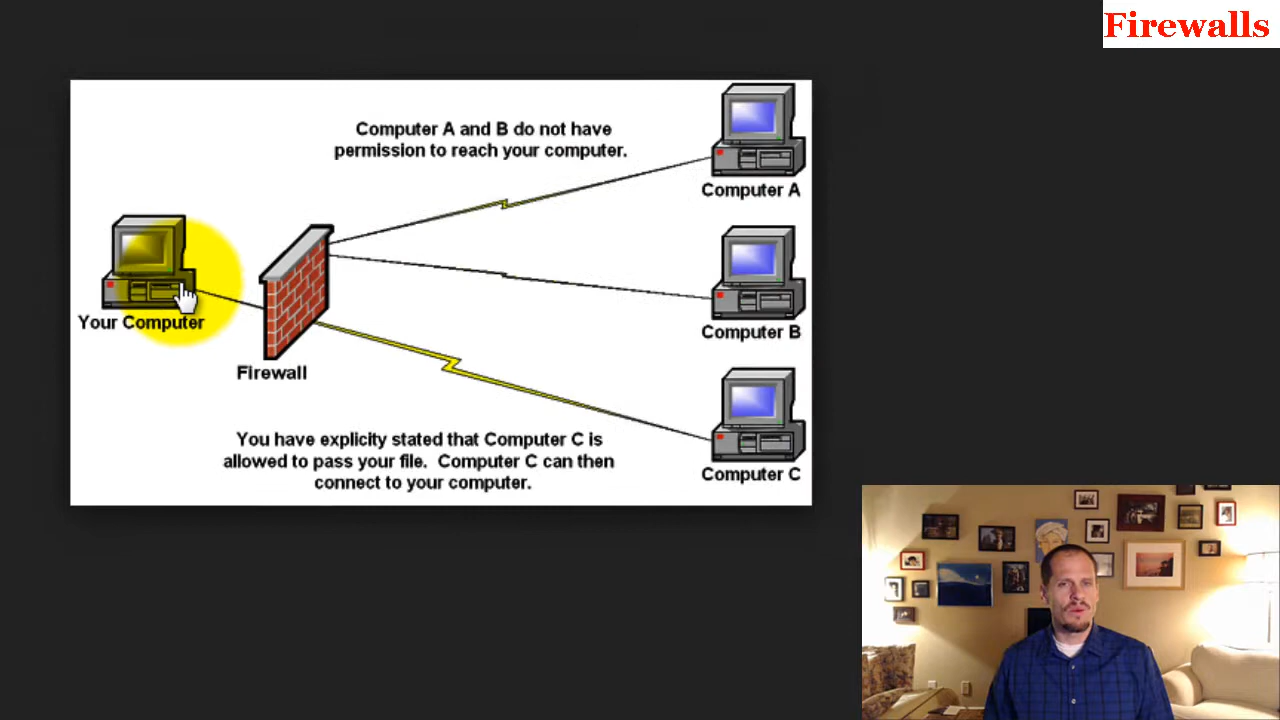 Firewalls
Computer A and B do not have
permission to reach your computer.
Computer A
Your Computer
Computer B
Firewall
You have explicity stated that Computer C is
allowed to pass your file. Computer C can then
connect to your computer.
Computer C